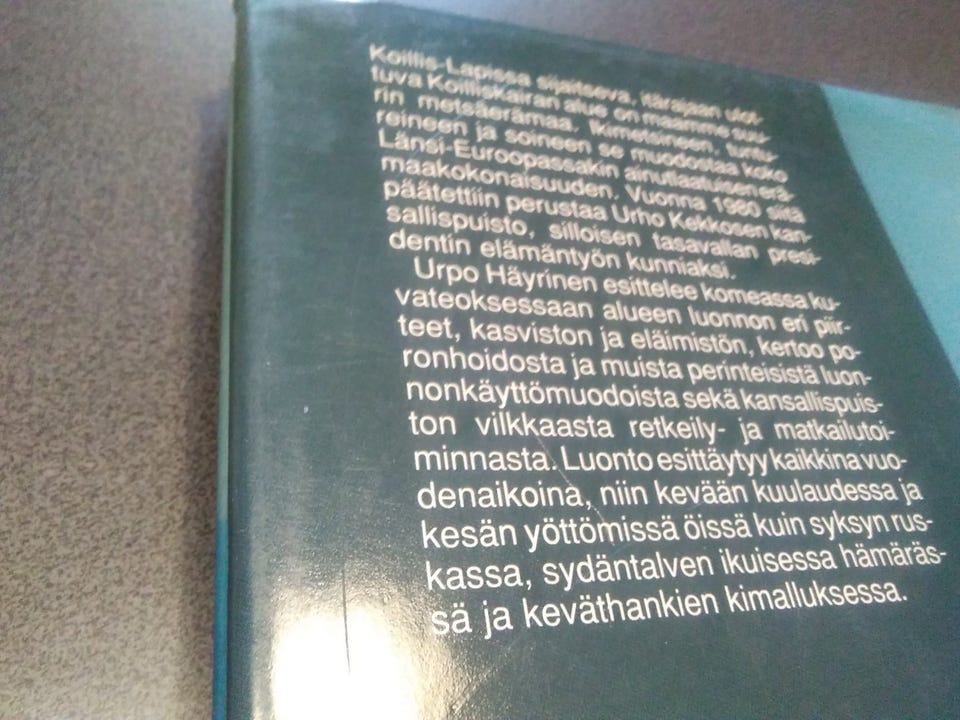 Koillis-Lapissa sijaitseva, itärajaan ulot-
tuva Koilliskairan alue on maamme suu-
rin metsäerämaa. Ikimetsineen, tuntu-
reineen ja soineen se muodostaa koko
Länsi-Euroopassakin ainutlaatuisen erä-
maakokonaisuuden. Vuonna 1980 siitä
päätettiin perustaa Urho Kekkosen kan-
sallispuisto, silloisen tasavallan presi-
dentin elämäntyön kunniaksi.
Urpo Häyrinen esittelee komeassa ku-
vateoksessaan alueen luonnon eri piir-
teet, kasviston ja eläimistön, kertoo po-
ronhoidosta ja muista perinteisistä luon-
nonkäyttömuodoista sekä kansallispuis-
ton vilkkaasta retkeily- ja matkailutoi-
minnasta. Luonto esittäytyy kaikkina vuo-
denaikoina, niin kevään kuulaudessa ja
kesän yöttömissä öissä kuin syksyn rus-
kassa, sydäntalven ikuisessa hämäräs-
sä ja keväthankien kimalluksessa.